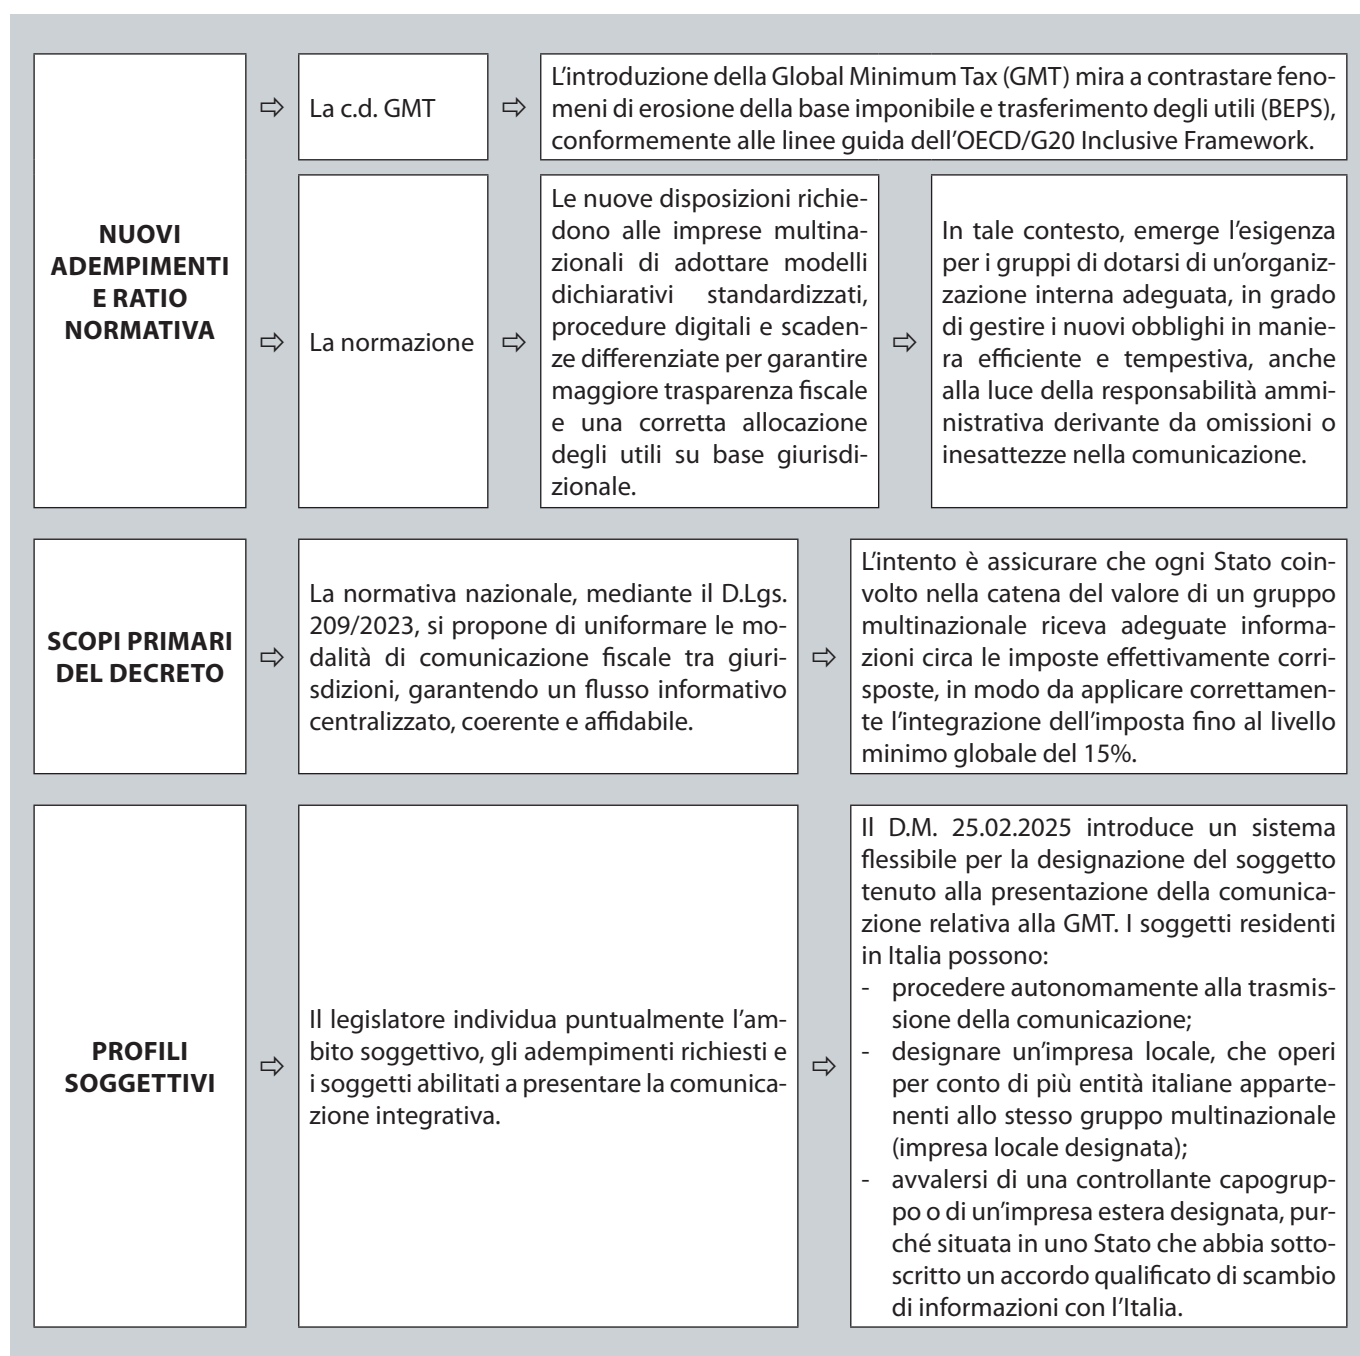 NUOVI
ADEMPIMENTI
E RATIO
NORMATIVA
⇨
La c.d. GMT
⇨
L'introduzione della Global Minimum Tax (GMT) mira a contrastare feno-
meni di erosione della base imponibile e trasferimento degli utili (BEPS),
conformemente alle linee guida dell'OECD/G20 Inclusive Framework.
⇨
La normazione
⇨
Le nuove disposizioni richie-
dono alle imprese multina-
zionali di adottare modelli
dichiarativi standardizzati,
procedure digitali e scaden-
ze differenziate per garantire
maggiore trasparenza fiscale
e una corretta allocazione
degli utili su base giurisdi-
zionale.
⇨
In tale contesto, emerge l'esigenza
per i gruppi di dotarsi di un'organiz-
zazione interna adeguata, in grado
di gestire i nuovi obblighi in manie-
ra efficiente e tempestiva, anche
alla luce della responsabilità ammi-
nistrativa derivante da omissioni o
inesattezze nella comunicazione.
SCOPI PRIMARI
DEL DECRETO
⇨
La normativa nazionale, mediante il D.Lgs.
209/2023, si propone di uniformare le mo-
dalità di comunicazione fiscale tra giuri-
sdizioni, garantendo un flusso informativo
centralizzato, coerente e affidabile.
⇨
L'intento è assicurare che ogni Stato coin-
volto nella catena del valore di un gruppo
multinazionale riceva adeguate informa-
zioni circa le imposte effettivamente corri-
sposte, in modo da applicare correttamen-
te l'integrazione dell'imposta fino al livello
minimo globale del 15%.
PROFILI
SOGGETTIVI
⇨
Il legislatore individua puntualmente l'am-
bito soggettivo, gli adempimenti richiesti e
i soggetti abilitati a presentare la comunica-
zione integrativa.
⇨
Il D.M. 25.02.2025 introduce un sistema
flessibile per la designazione del soggetto
tenuto alla presentazione della comunica-
zione relativa alla GMT. I soggetti residenti
in Italia possono:
- procedere autonomamente alla trasmis-
sione della comunicazione;
- designare un'impresa locale, che operi
per conto di più entità italiane apparte-
nenti allo stesso gruppo multinazionale
(impresa locale designata);
- avvalersi di una controllante capogrup-
po o di un'impresa estera designata, pur-
ché situata in uno Stato che abbia sotto-
scritto un accordo qualificato di scambio
di informazioni con l'Italia.